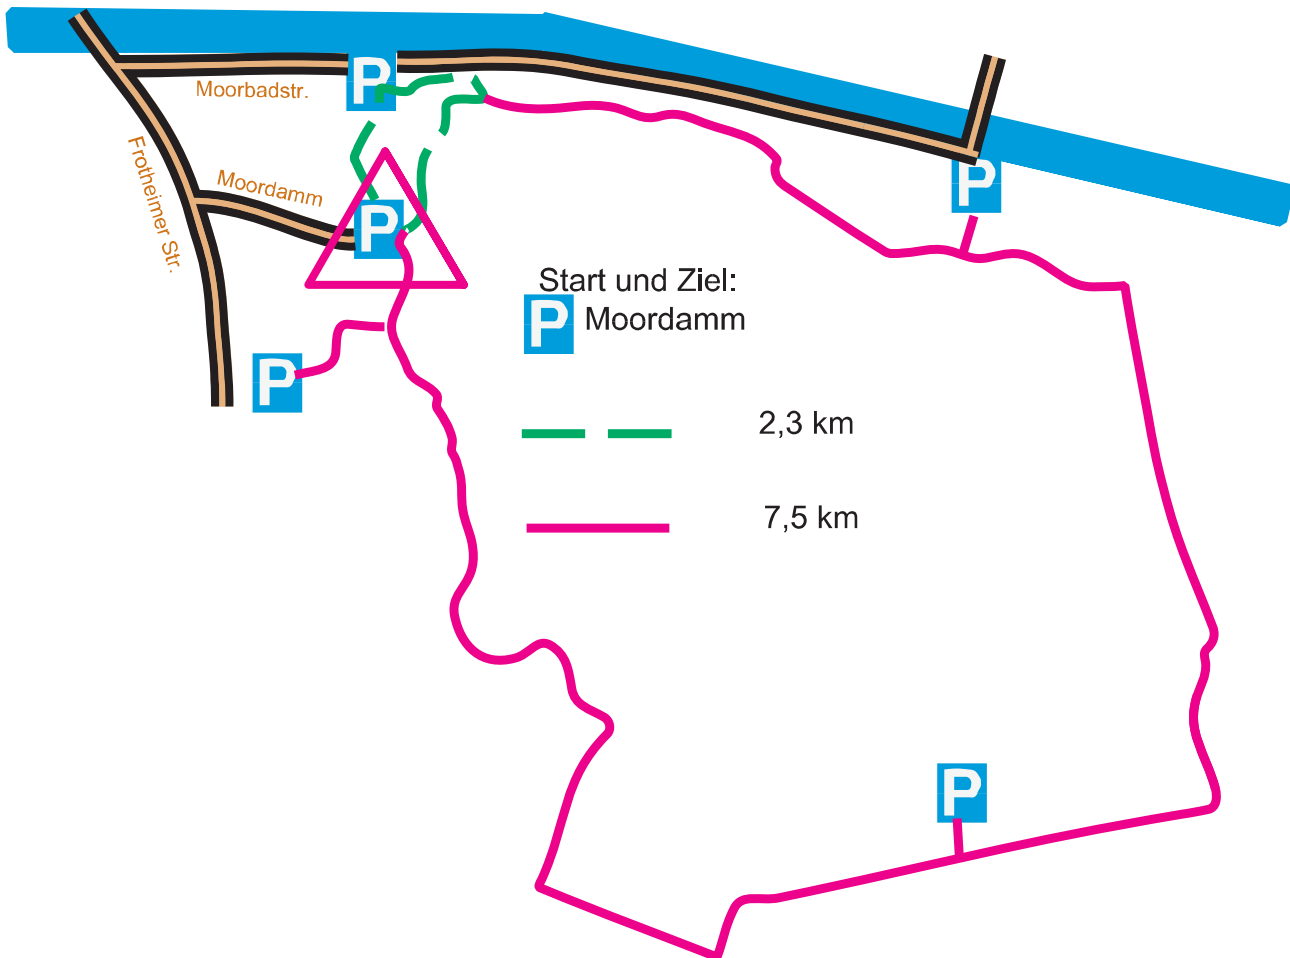 P
Moorbadstr.
Frotheimer Str.
Moordamm
P
P
P
Start und Ziel:
P Moordamm
2,3 km
7,5 km
P